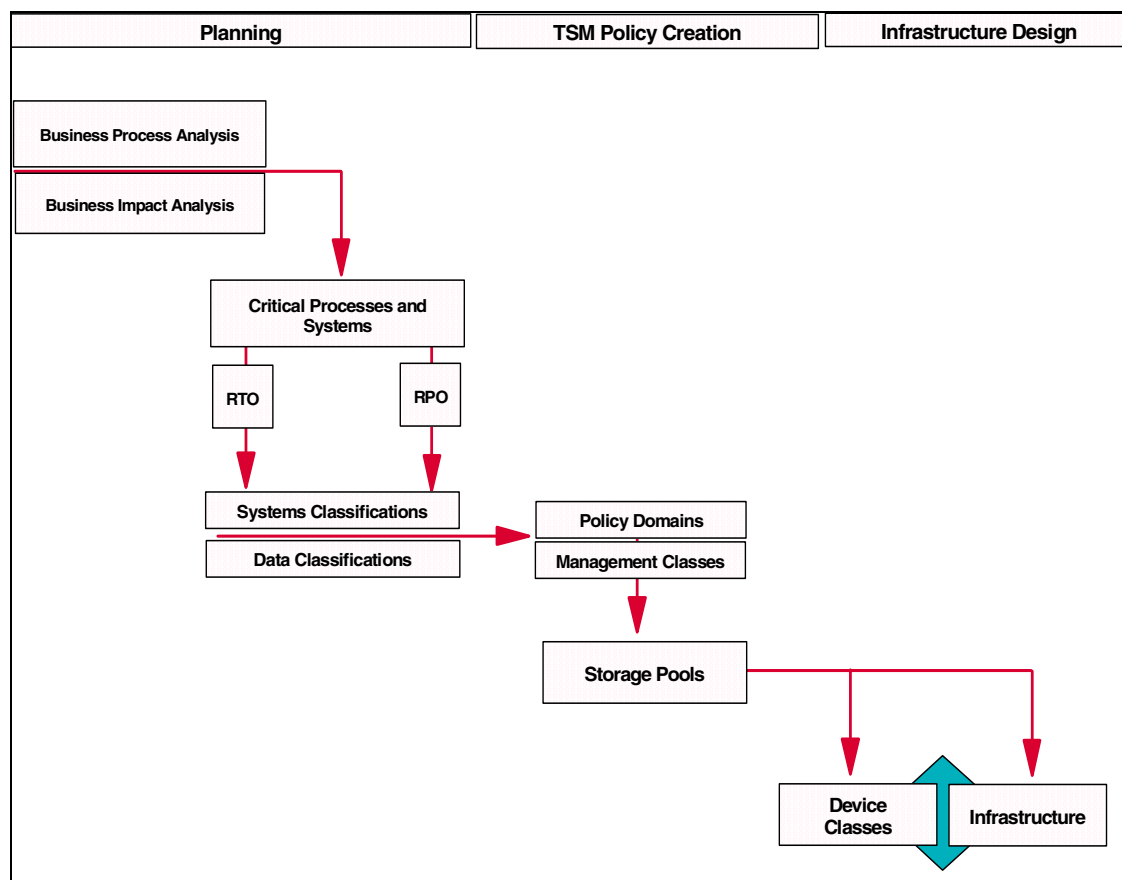 Planning
TSM Policy Creation
Infrastructure Design
Business Process Analysis
Business Impact Analysis
Critical Processes and
Systems
RTO
RPO
Systems Classifications
Data Classifications
Policy Domains
Management Classes
Storage Pools
Device
Classes
Infrastructure